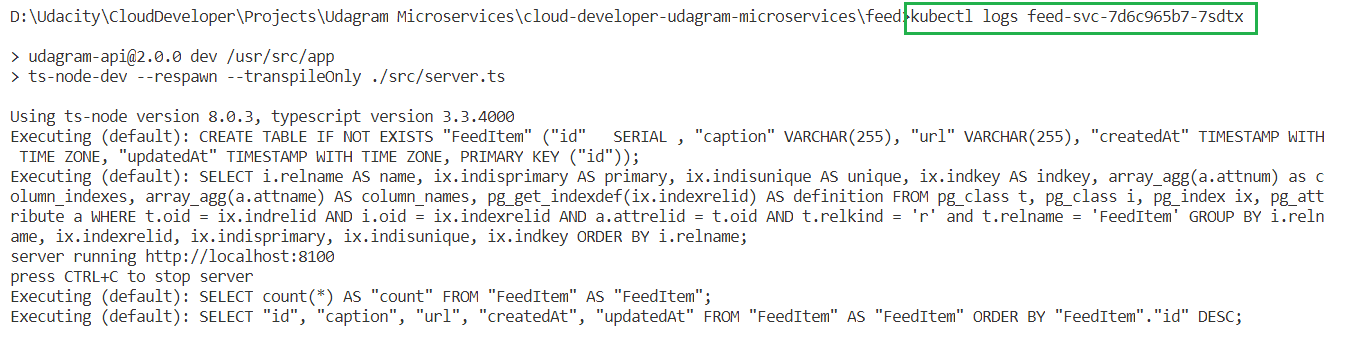 D:\Udacity\CloudDeveloper\Projects\Udagram Microservices\cloud-developer-udagram-microservices\feed>kubectl logs feed-svc-7d6c965b7-7sdtx
> udagram-api@2.0.0 dev /usr/src/app
> ts-node-dev --respawn --transpileOnly ./src/server.ts
Using ts-node version 8.0.3, typescript version 3.3.4000
Executing (default): CREATE TABLE IF NOT EXISTS "FeedItem" ("id"   SERIAL , "caption" VARCHAR(255), "url" VARCHAR(255), "createdAt" TIMESTAMP WITH
 TIME ZONE, "updatedAt" TIMESTAMP WITH TIME ZONE, PRIMARY KEY ("id"));
Executing (default): SELECT i.relname AS name, ix.indisprimary AS primary, ix.indisunique AS unique, ix.indkey AS indkey, array_agg(a.attnum) as c
olumn_indexes, array_agg(a.attname) AS column_names, pg_get_indexdef(ix.indexrelid) AS definition FROM pg_class t, pg_class i, pg_index ix, pg_att
ribute a WHERE t.oid = ix.indrelid AND i.oid = ix.indexrelid AND a.attrelid = t.oid AND t.relkind = 'r' and t.relname = 'FeedItem' GROUP BY i.reln
ame, ix.indexrelid, ix.indisprimary, ix.indisunique, ix.indkey ORDER BY i.relname;
server running http://localhost:8100
press CTRL+C to stop server
Executing (default): SELECT count(*) AS "count" FROM "FeedItem" AS "FeedItem";
Executing (default): SELECT "id", "caption", "url", "createdAt", "updatedAt" FROM "FeedItem" AS "FeedItem" ORDER BY "FeedItem"."id" DESC;